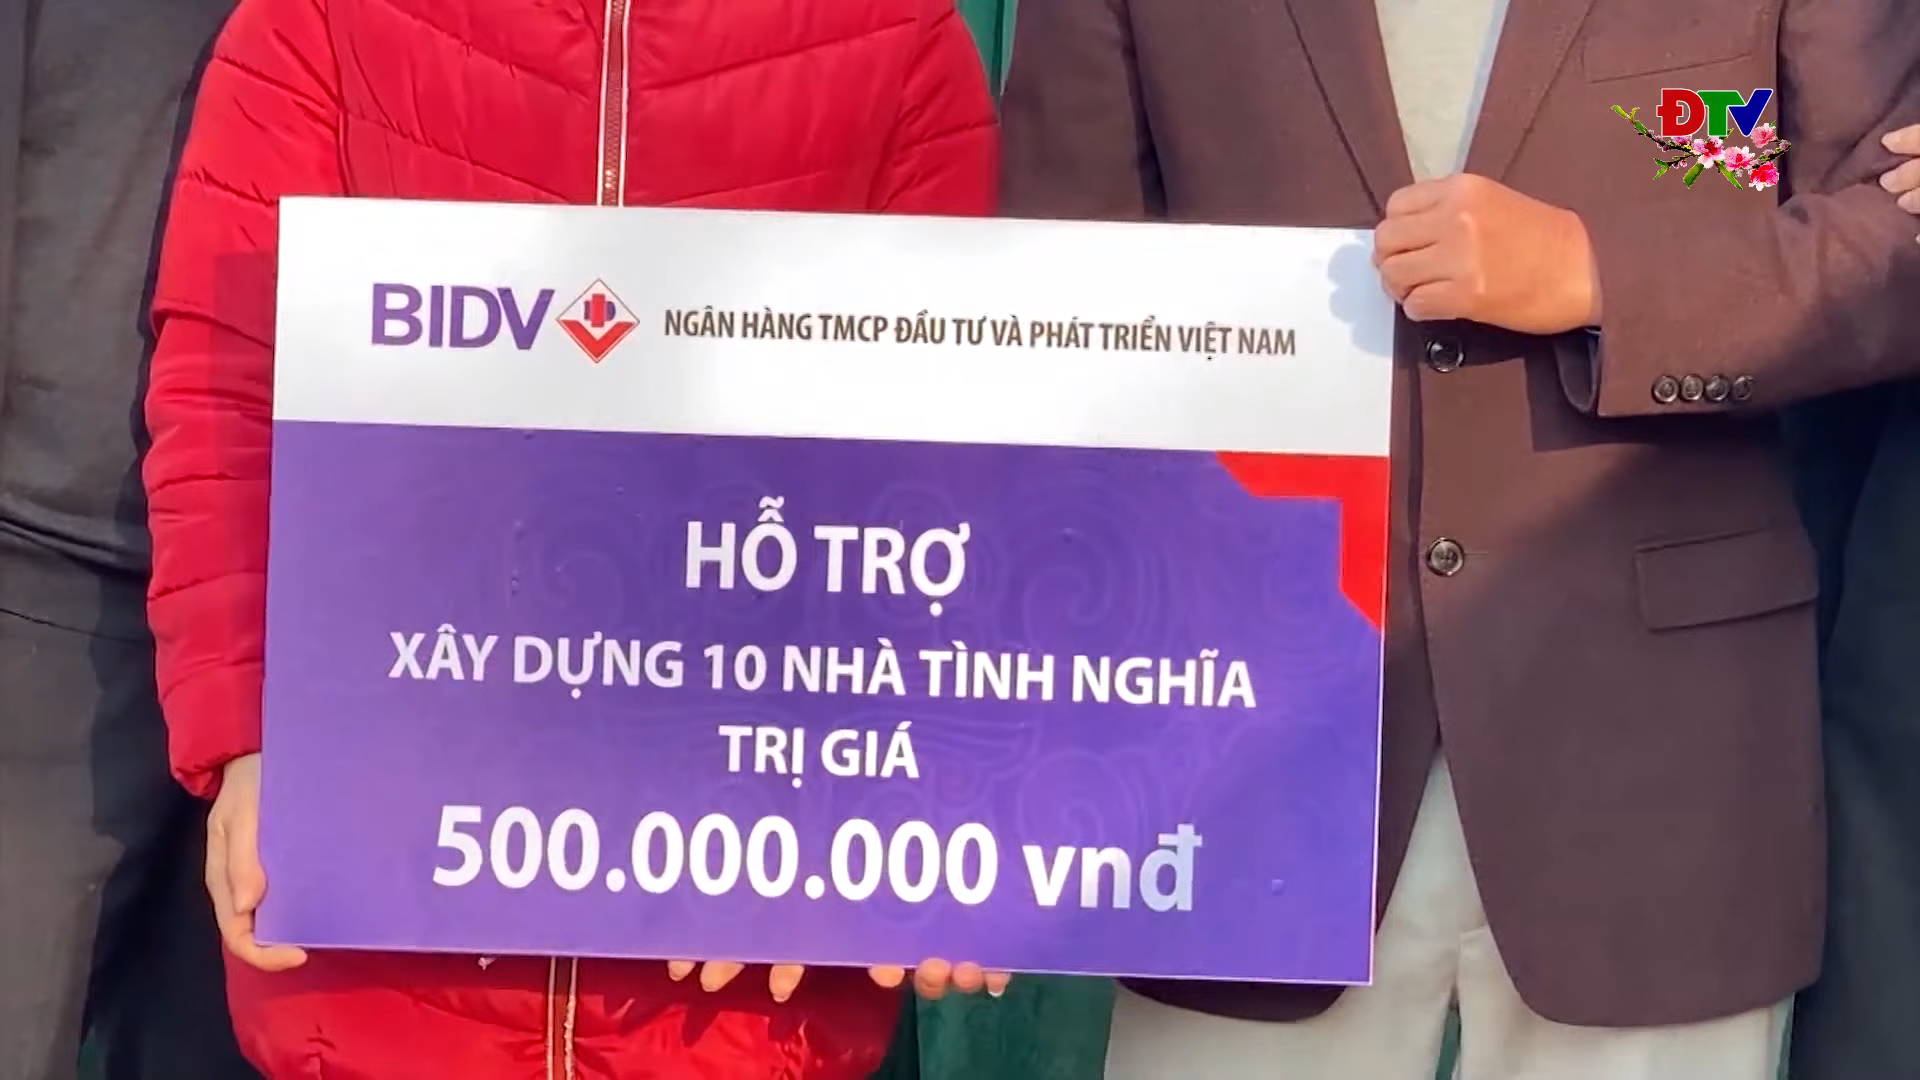 ĐTV
BIDV NGÂN HÀNG TMCP ĐẦU TƯ VÀ PHÁT TRIỂN VIỆT NAM
HỖ TRỢ
XÂY DỰNG 10 NHÀ TÌNH NGHĨA
TRỊ GIÁ
500.000.000 vnđ